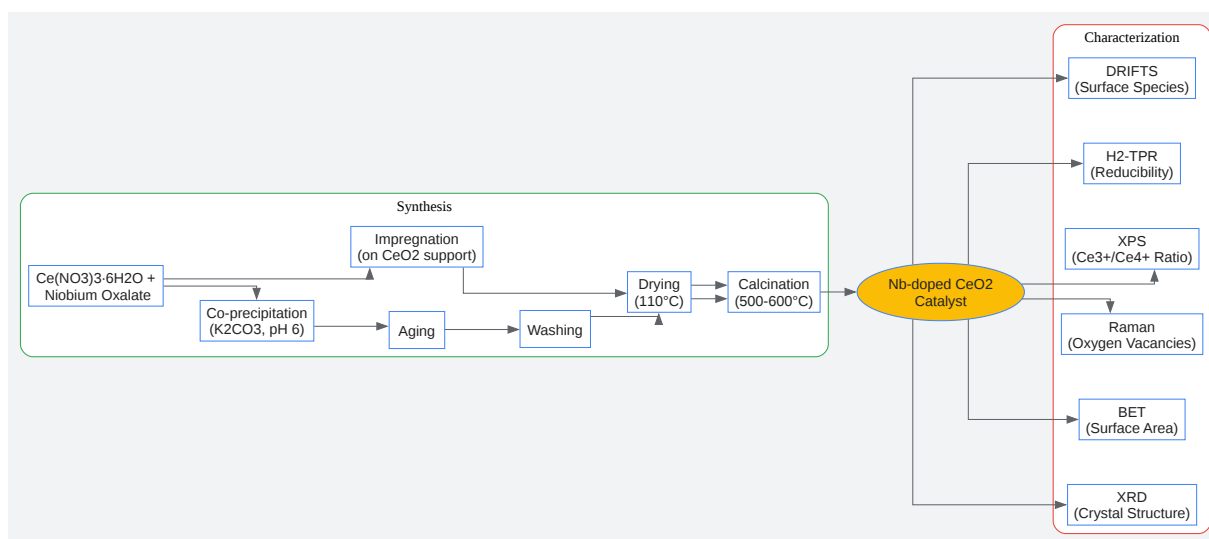 Synthesis
Ce(NO3)3·6H2O +
Niobium Oxalate
Impregnation
(on CeO2 support)
Co-precipitation
(K2CO3, pH 6)
Aging
Washing
Drying
(110°C)
Calcination
(500-600°C)
Nb-doped CeO2
Catalyst
Characterization
DRIFTS
(Surface Species)
H2-TPR
(Reducibility)
XPS
(Ce3+/Ce4+ Ratio)
Raman
(Oxygen Vacancies)
BET
(Surface Area)
XRD
(Crystal Structure)